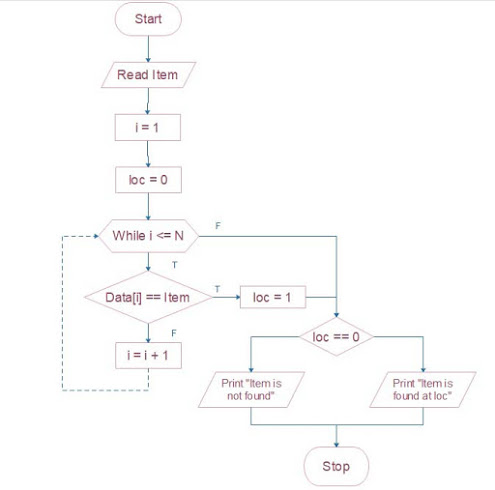 Start
Read Item
i = 1
loc = 0
While i <= N
F
T
Data[i] == Item
T
loc = 1
F
i = i + 1
loc == 0
Print "Item is
not found"
Print "Item is
found at loc"
Stop